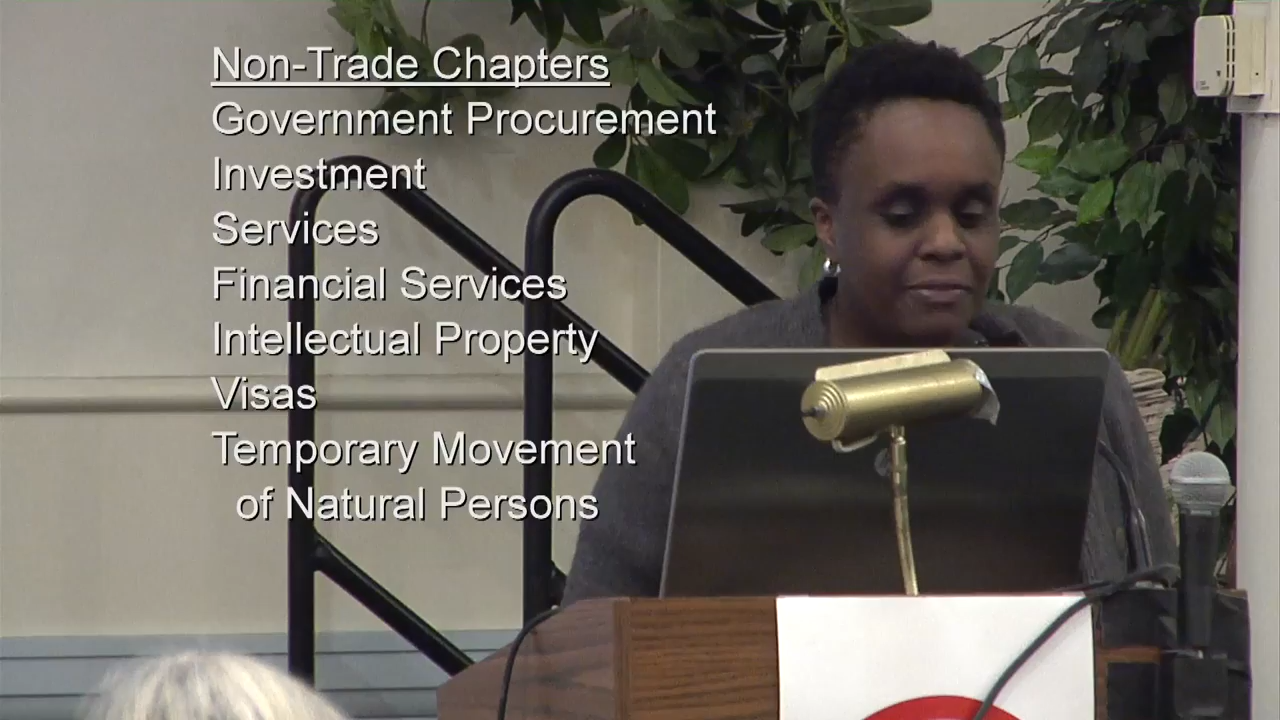 Non-Trade Chapters
Government Procurement
Investment
Services
Financial Services
Intellectual Property
Visas
Temporary Movement
of Natural Persons